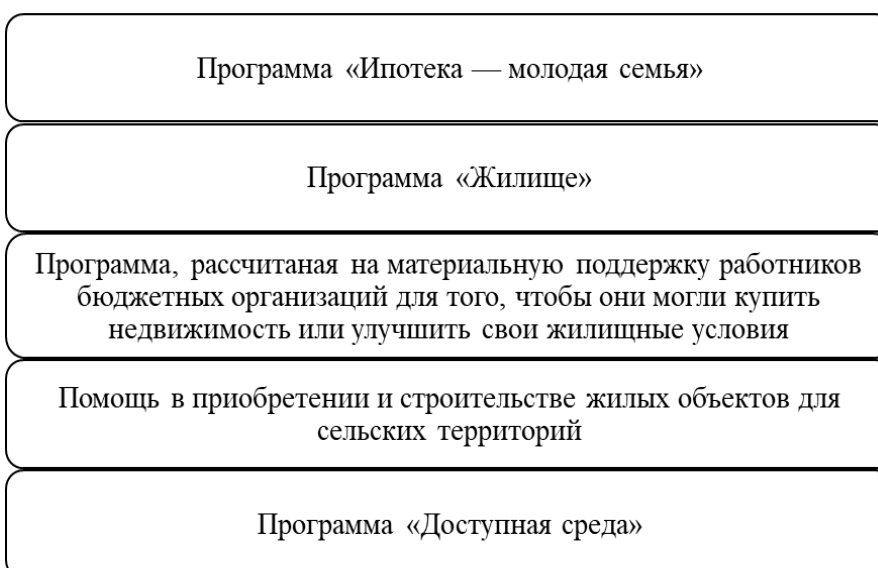 Программа «Ипотека — молодая семья»
Программа «Жилище»
Программа, рассчитаная на материальную поддержку работников
бюджетных организаций для того, чтобы они могли купить
недвижимость или улучшить свои жилищные условия
Помощь в приобретении и строительстве жилых объектов для
сельских территорий
Программа «Доступная среда»